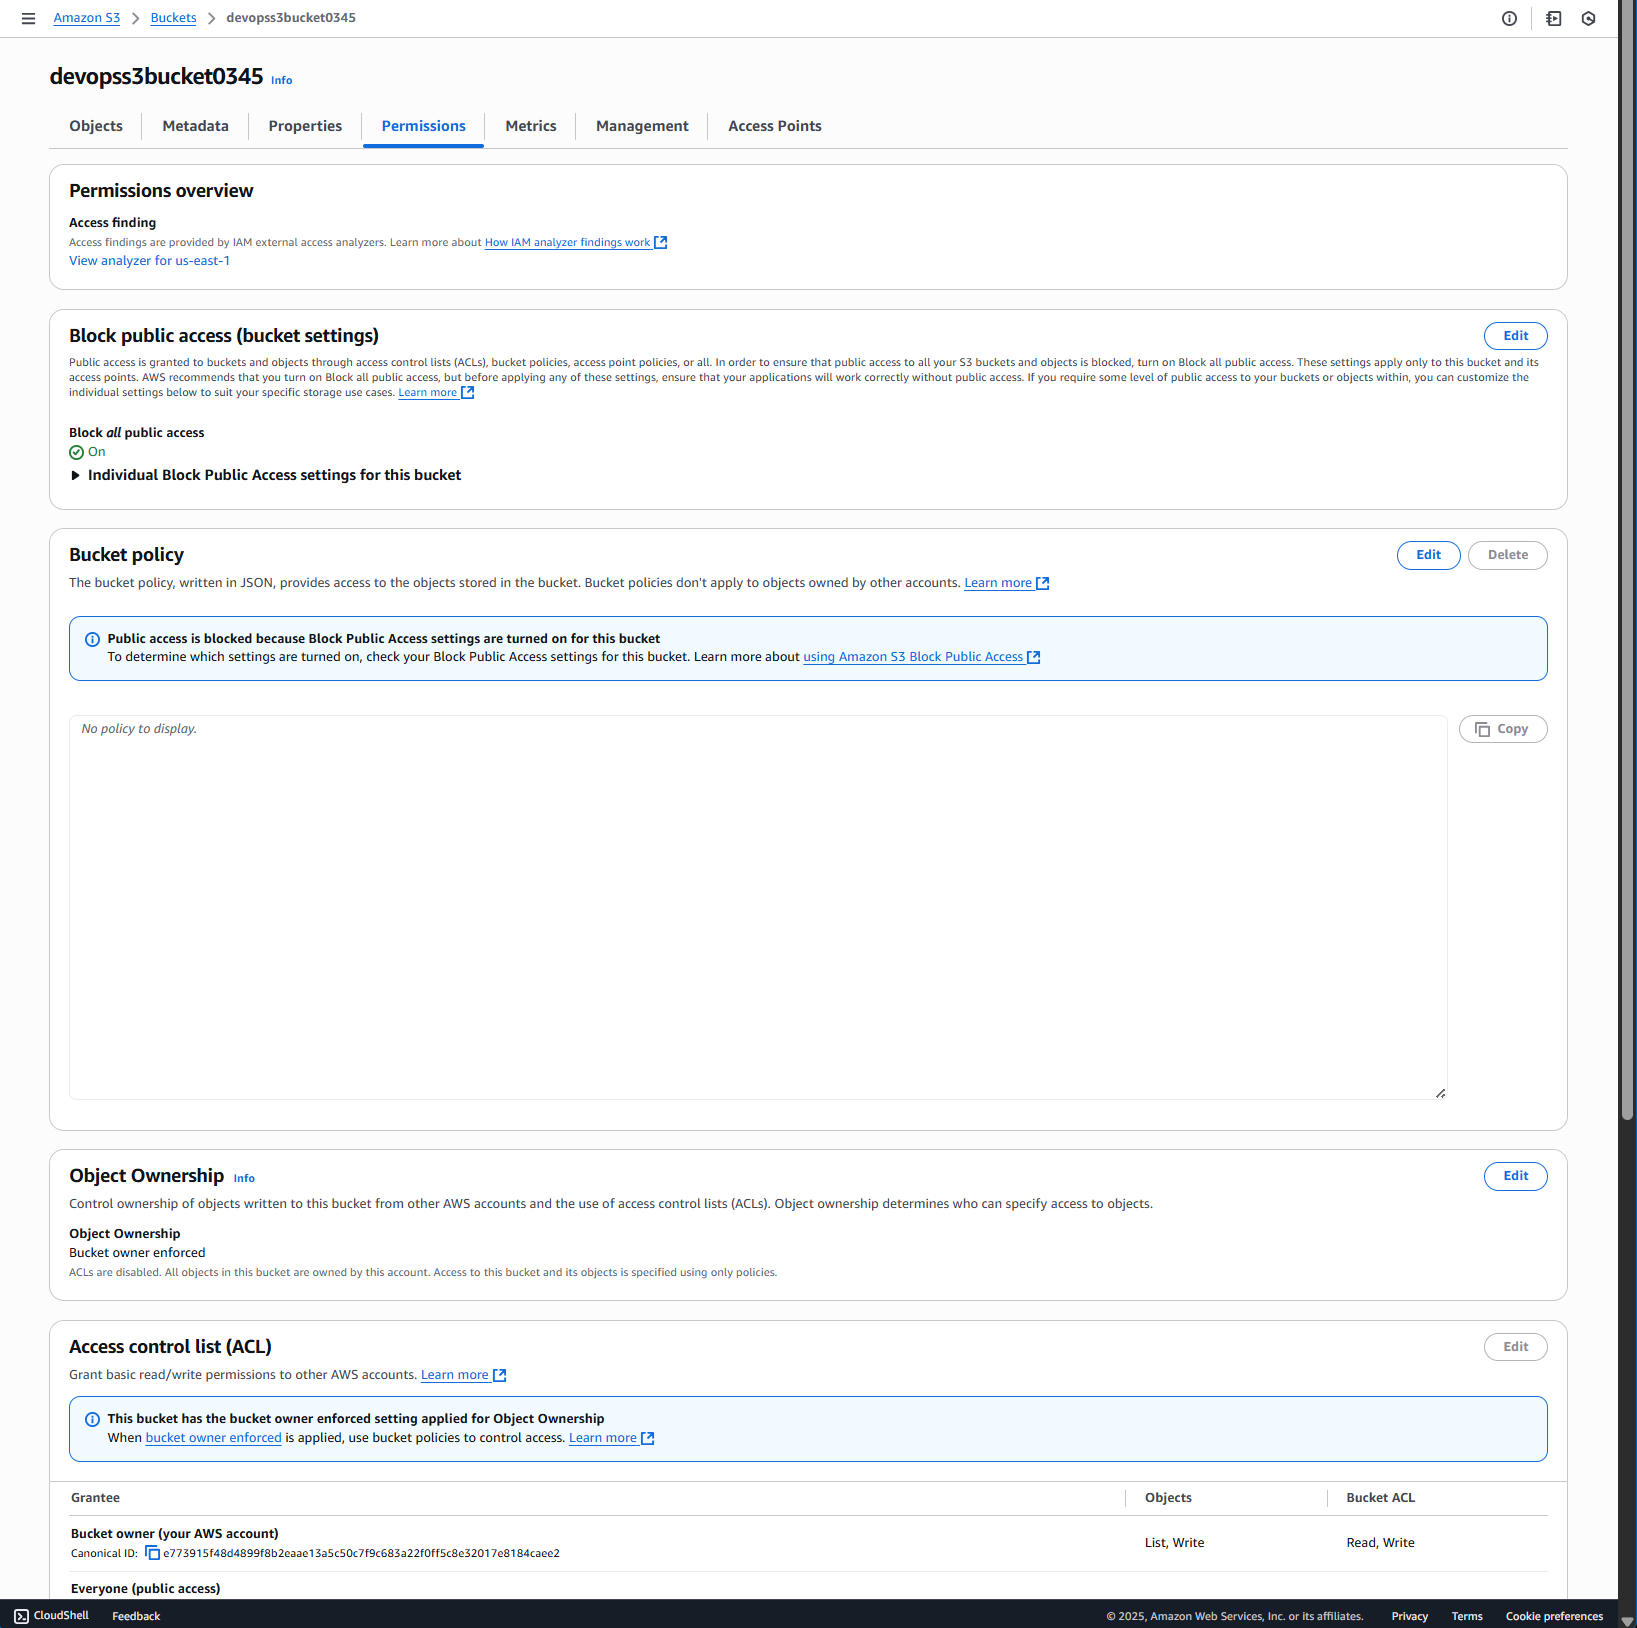 Amazon S3 > Buckets > devopss3bucket0345
devopss3bucket0345 Info
Objects Metadata Properties Permissions Metrics Management Access Points
Permissions overview
Access finding
Access findings are provided by IAM external access analyzers. Learn more about How IAM analyzer findings work
View analyzer for us-east-1
Block public access (bucket settings) Edit
Public access is granted to buckets and objects through access control lists (ACLs), bucket policies, access point policies, or all. In order to ensure that public access to all your S3 buckets and objects is blocked, turn on Block all public access. These settings apply only to this bucket and its
access points. AWS recommends that you turn on Block all public access, but before applying any of these settings, ensure that your applications will work correctly without public access. If you require some level of public access to your buckets or objects within, you can customize the
individual settings below to suit your specific storage use cases. Learn more
Block all public access
On
Individual Block Public Access settings for this bucket
Bucket policy Edit Delete
The bucket policy, written in JSON, provides access to the objects stored in the bucket. Bucket policies don't apply to objects owned by other accounts. Learn more
Public access is blocked because Block Public Access settings are turned on for this bucket
To determine which settings are turned on, check your Block Public Access settings for this bucket. Learn more about using Amazon S3 Block Public Access
No policy to display.
Copy
Object Ownership Info Edit
Control ownership of objects written to this bucket from other AWS accounts and the use of access control lists (ACLs). Object ownership determines who can specify access to objects.
Object Ownership
Bucket owner enforced
ACLs are disabled. All objects in this bucket are owned by this account. Access to this bucket and its objects is specified using only policies.
Access control list (ACL) Edit
Grant basic read/write permissions to other AWS accounts. Learn more
This bucket has the bucket owner enforced setting applied for Object Ownership
When bucket owner enforced is applied, use bucket policies to control access. Learn more
Grantee Objects Bucket ACL
Bucket owner (your AWS account)
Canonical ID: e773915f48d4899f8b2eaae13a5c50c7f9c683a22f0ff5c8e32017e8184caee2 List, Write Read, Write
Everyone (public access)
CloudShell Feedback © 2025, Amazon Web Services, Inc. or its affiliates. Privacy Terms Cookie preferences